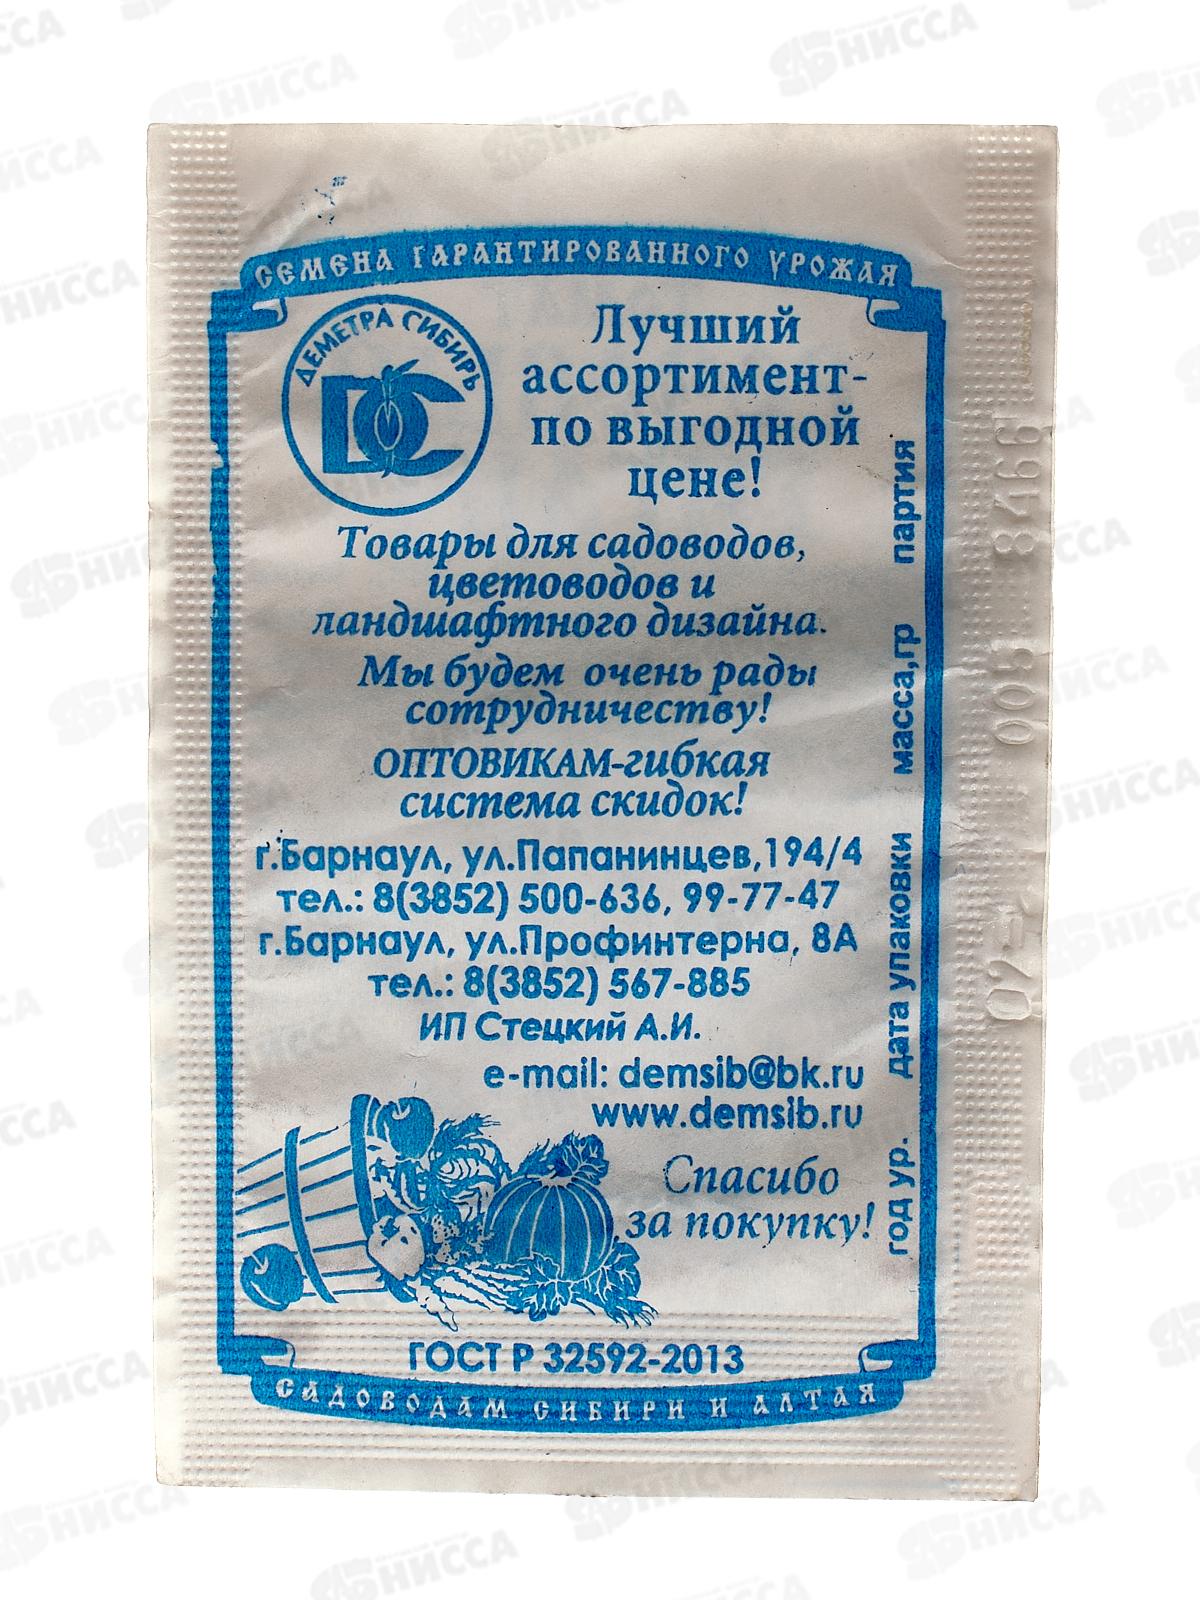 СЕМЕНА ГАРАНТИРОВАННОГО УРОЖАЯ
ДЕМЕТРА СИБИРЬ
DC
Лучший
ассортимент-
по выгодной
цене!
Товары для садоводов,
цветоводов и
ландшафтного дизайна.
Мы будем очень рады
сотрудничеству!
ОПТОВИКАМ-гибкая
система скидок!
г.Барнаул, ул.Папанинцев,194/4
тел.: 8(3852) 500-636, 99-77-47
г.Барнаул, ул.Профинтерна, 8А
тел.: 8(3852) 567-885
ИП Стецкий А.И.
e-mail: demsib@bk.ru
www.demsib.ru
Спасибо
за покупку!
ГОСТ Р 32592-2013
САДОВОДАМ СИБИРИ И АЛТАЯ
год ур. дата упаковки масса,гр партия
НИССА